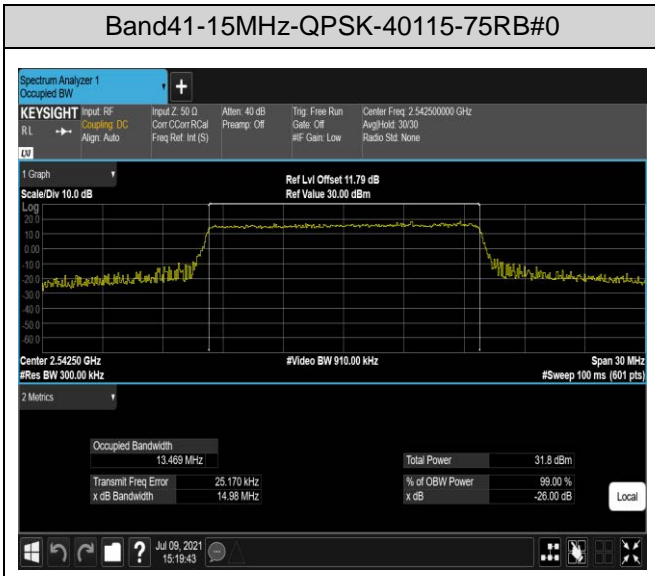 Band41-15MHz-QPSK-40115-75RB#0
Spectrum Analyzer 1
Occupied BW
+
KEYSIGHT Input: RF Input Z: 50 Ω Atten: 40 dB Trig: Free Run Center Freq: 2.542500000 GHz
RL Coupling: DC Corr CCorr RCal Preamp: Off Gate: Off Avg|Hold: 30/30
Align: Auto Freq Ref: Int (S) #IF Gain: Low Radio Std: None
LXI
1 Graph Ref Lvl Offset 11.79 dB
Scale/Div 10.0 dB Ref Value 30.00 dBm
Log
20.0
10.0
0.00
-10.0
-20.0
-30.0
-40.0
-50.0
-60.0
Center 2.54250 GHz #Video BW 910.00 kHz Span 30 MHz
#Res BW 300.00 kHz #Sweep 100 ms (601 pts)
2 Metrics
Occupied Bandwidth
13.469 MHz Total Power 31.8 dBm
Transmit Freq Error 25.170 kHz % of OBW Power 99.00 %
x dB Bandwidth 14.98 MHz x dB -26.00 dB
Local
? Jul 09, 2021
15:19:43